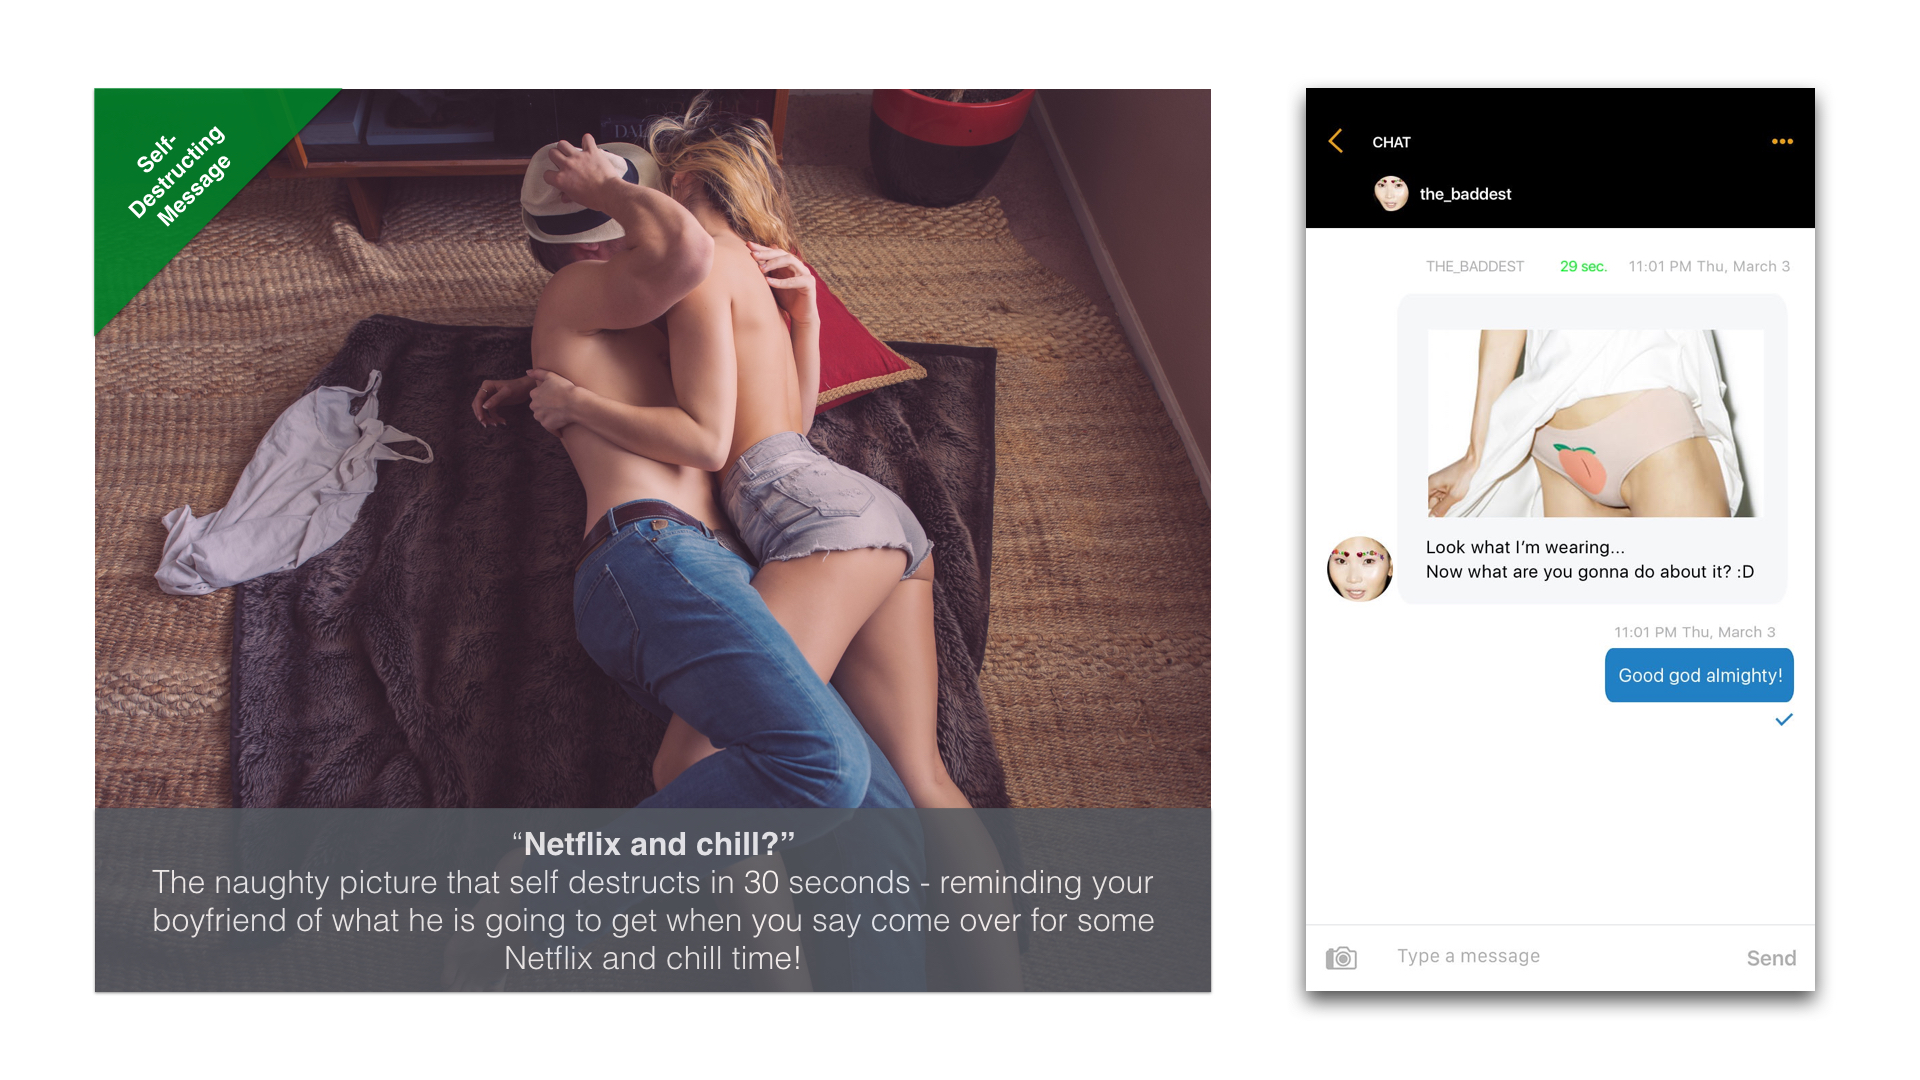 Self-
Destructing
Message
“Netflix and chill?”
The naughty picture that self destructs in 30 seconds - reminding your
boyfriend of what he is going to get when you say come over for some
Netflix and chill time!
CHAT
the_baddest
THE_BADDEST 29 sec. 11:01 PM Thu, March 3
Look what I’m wearing...
Now what are you gonna do about it? :D
11:01 PM Thu, March 3
Good god almighty!
Type a message
Send